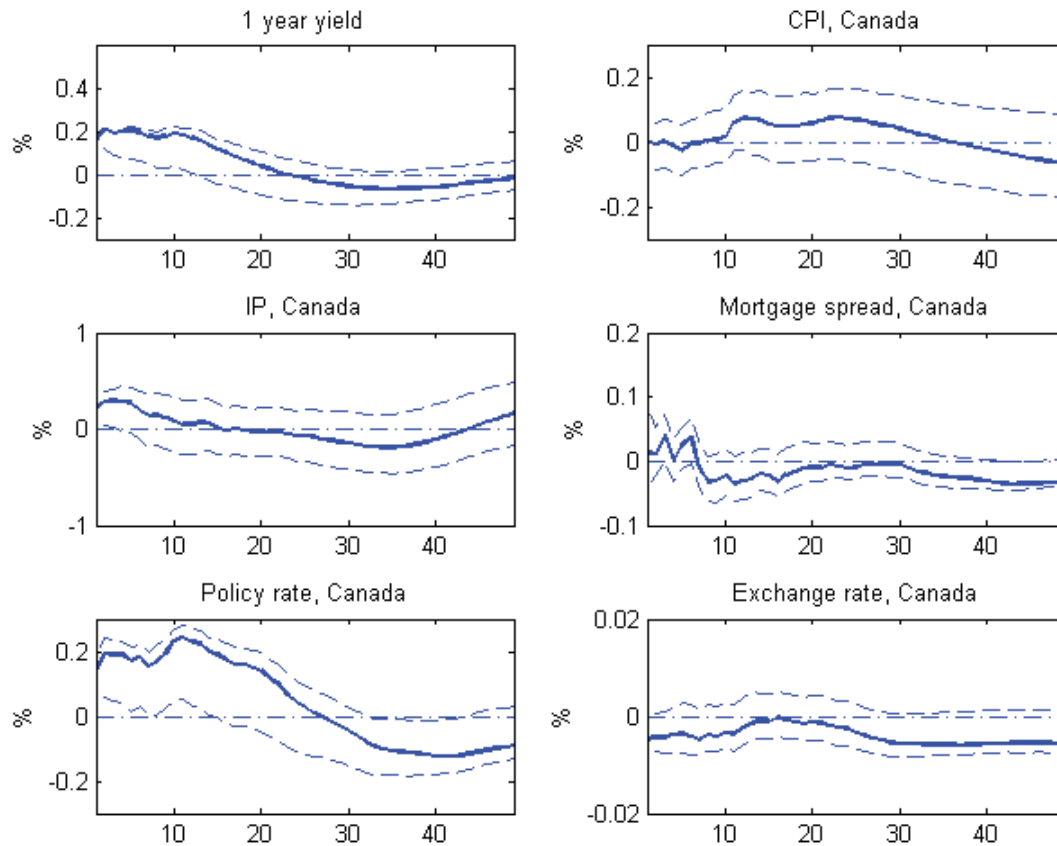 1 year yield
%
0.4
0.2
0
-0.2
10 20 30 40
CPI, Canada
%
0.2
0
-0.2
10 20 30 40
IP, Canada
%
1
0
-1
10 20 30 40
Mortgage spread, Canada
%
0.2
0.1
0
-0.1
10 20 30 40
Policy rate, Canada
%
0.2
0
-0.2
10 20 30 40
Exchange rate, Canada
%
0.02
0
-0.02
10 20 30 40